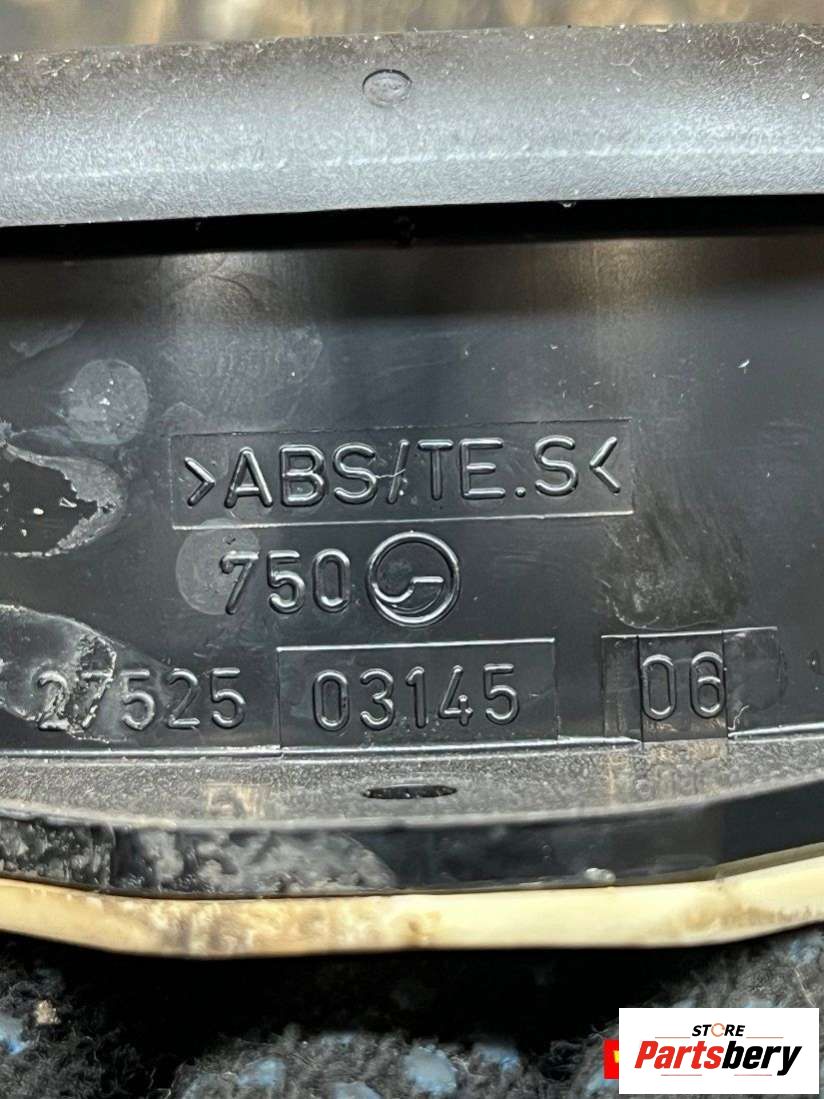 >ABS/TE.S<
750
27525 03145 06
STORE
Partsbery